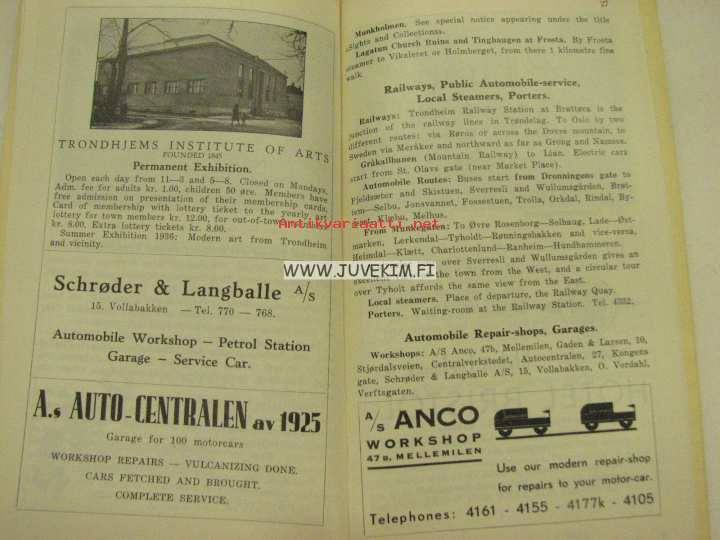 TRONDHJEMS INSTITUTE OF ARTS
FOUNDED 1845
Permanent Exhibition.
Open each day from 11—3 and 5—8. Closed on Mondays.
Adm. fee for adults kr. 1.00, children 50 øre. Members have
free admission on presentation of their membership cards.
Card of membership with lottery ticket to the yearly art
lottery for town members kr. 12.00, for out-of-town
kr. 8.00. Extra lottery tickets kr. 8.00.
Summer Exhibition 1936: Modern art from Trondheim
and vicinity.
Schrøder & Langballe A/S
15. Vollabakken — Tel. 770 — 768.
Automobile Workshop – Petrol Station
Garage – Service Car.
A.s AUTO-CENTRALEN av 1925
Garage for 100 motorcars
WORKSHOP REPAIRS — VULCANIZING DONE.
CARS FETCHED AND BROUGHT.
COMPLETE SERVICE.
27
Munkholmen. See special notice appearing under the title
«Sights and Collections».
Lagatun Church Ruins and Tinghaugen at Frosta. By Frosta
steamer to Vikaleret or Holmberget, from there 1 kilometre fine
walk.
Railways, Public Automobile-service,
Local Steamers, Porters.
Railways: Trondheim Railway Station at Brattøra is the
junction of the railway lines in Trøndelag. To Oslo by two
different routes: via Røros or across the Dovre mountain, to
Sweden via Meråker and northward as far as Grong and Namsos.
Gråkallbanen (Mountain Railway) to Lian. Electric cars
start from St. Olavs gate (near Market Place).
Automobile Routes: Buses start from Dronningens gate to
Fjeldsæter and Skistuen, Sverresli and Wullumsgården, Brat-
tem—Selbu, Jonsvannet, Fossestuen, Trolla, Orkdal, Rindal, By-
neset, Klæbu, Melhus.
From Munkegaten: To Øvre Rosenborg—Solhaug, Lade—Øst-
marken, Lerkendal—Tyholdt—Rønningsbakken and vice-versa,
Heimdal—Klætt, Charlottenlund—Ranheim—Hundhammeren.
over Sverresli and Wullumsgården gives an
excellent the town from the West, and a circular tour
over Tyholt affords the same view from the East.
Local steamers. Place of departure, the Railway Quay.
Porters. Waiting-room at the Railway Station. Tel. 4352.
Automobile Repair-shops, Garages.
Workshops: A/S Anco, 47b, Mellemilen, Gaden & Larsen, 10,
Stjørdalsveien, Centralverkstedet, Autocentralen, 27, Kongens
gate, Schrøder & Langballe A/S, 15, Vollabakken, O. Vordahl,
Verftsgaten.
A/S ANCO
WORKSHOP
47B, MELLEMILEN
Use our modern repair-shop
for repairs to your motor-car.
Telephones: 4161 - 4155 - 4177k - 4105
Antikvariaatti.net
WWW.JUVEKIM.FI